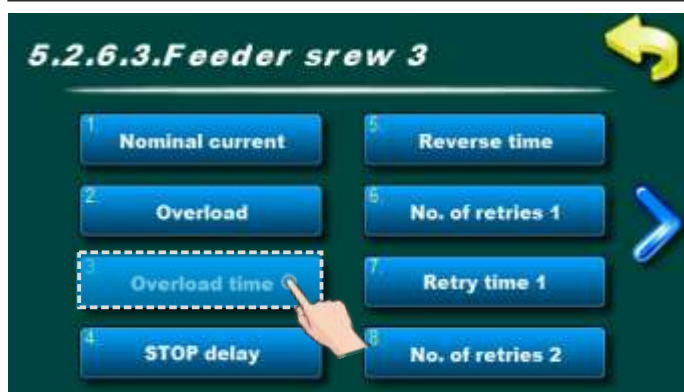 5.2.6.3.Feeder srew 3
1. Nominal current
2. Overload
3. Overload time
4. STOP delay
5. Reverse time
6. No. of retries 1
7. Retry time 1
8. No. of retries 2